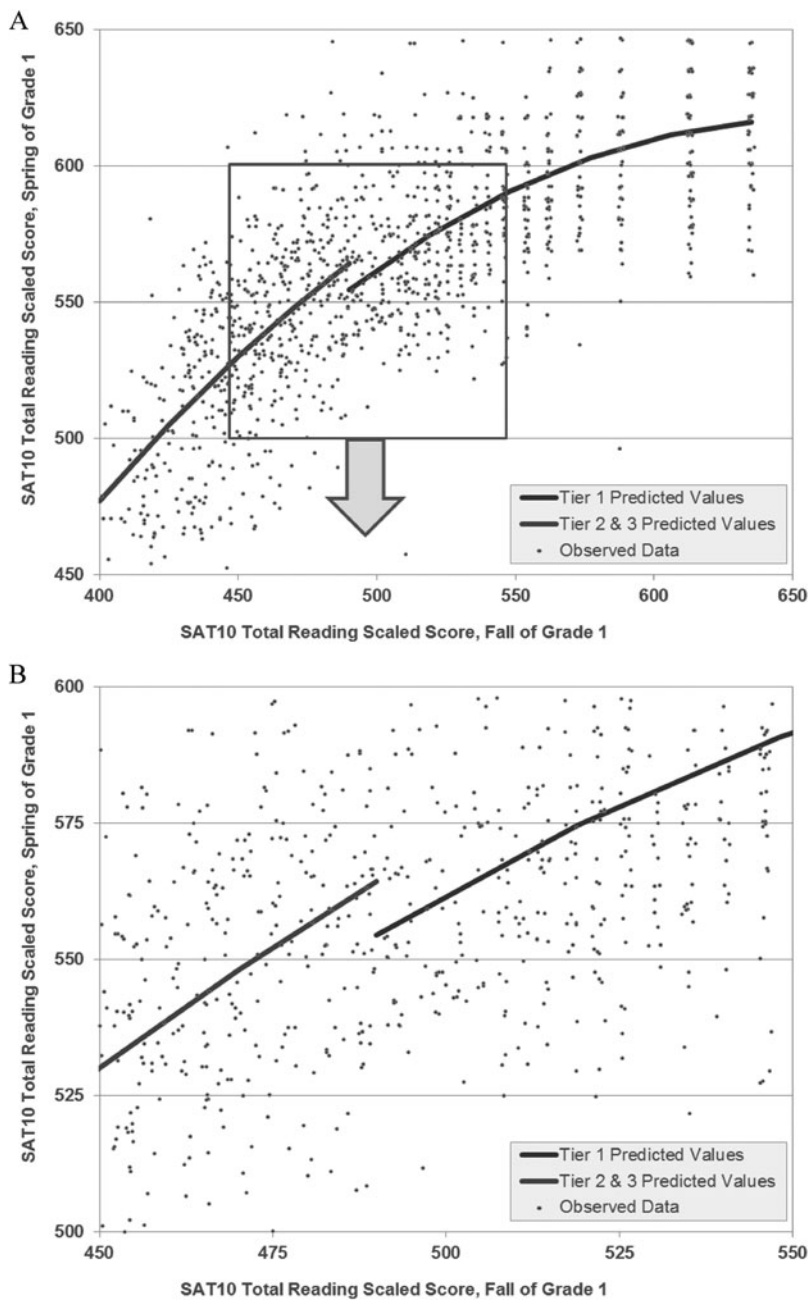 A
650
600
550
500
450
SAT10 Total Reading Scaled Score, Spring of Grade 1
Tier 1 Predicted Values
Tier 2 & 3 Predicted Values
Observed Data
400 450 500 550 600 650
SAT10 Total Reading Scaled Score, Fall of Grade 1
B
600
575
550
525
500
SAT10 Total Reading Scaled Score, Spring of Grade 1
Tier 1 Predicted Values
Tier 2 & 3 Predicted Values
Observed Data
450 475 500 525 550
SAT10 Total Reading Scaled Score, Fall of Grade 1